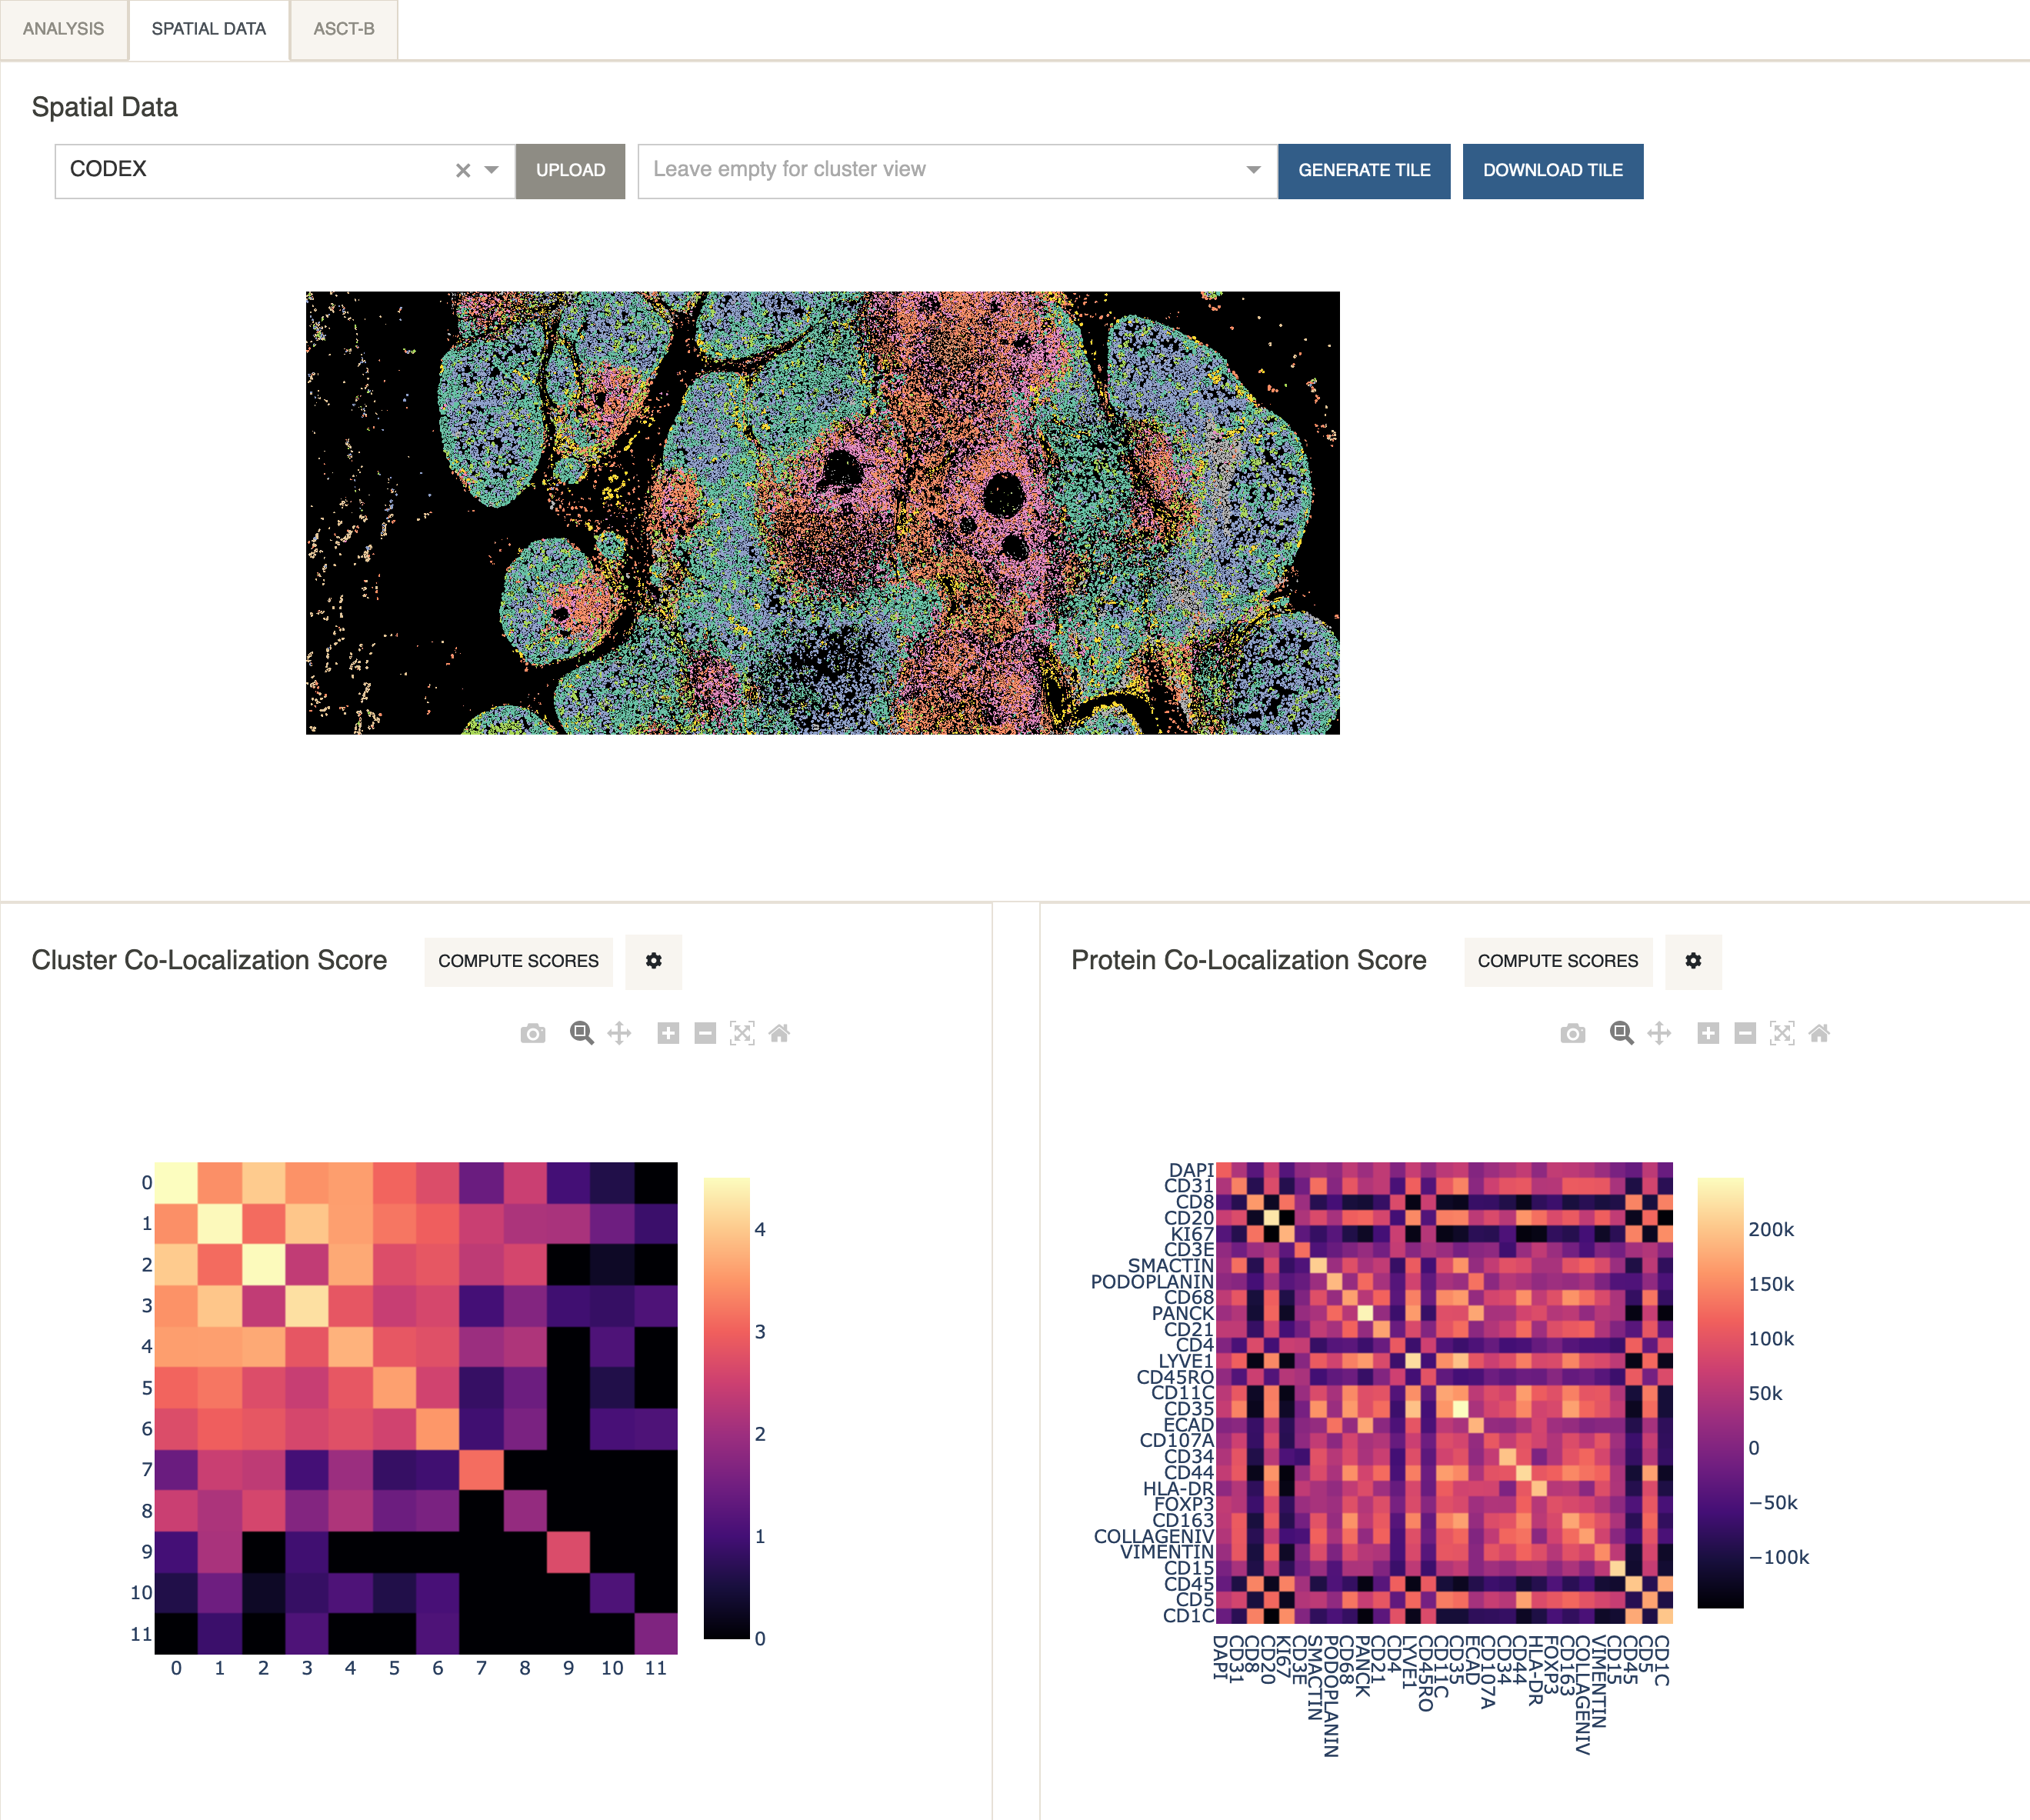 ANALYSIS SPATIAL DATA ASCT-B
Spatial Data
CODEX UPLOAD Leave empty for cluster view GENERATE TILE DOWNLOAD TILE
Cluster Co-Localization Score COMPUTE SCORES
0
1
2
3
4
5
6
7
8
9
10
11
0 1 2 3 4 5 6 7 8 9 10 11
4
3
2
1
0
Protein Co-Localization Score COMPUTE SCORES
DAPI
CD31
CD8
CD20
KI67
CD3E
SMACTIN
PODOPLANIN
CD68
PANCK
CD21
CD4
LYVE1
CD45RO
CD11C
CD35
ECAD
CD107A
CD34
CD44
HLA-DR
FOXP3
CD163
COLLAGENIV
VIMENTIN
CD15
CD45
CD5
CD1C
DAPI
CD31
CD8
CD20
KI67
CD3E
SMACTIN
PODOPLANIN
CD68
PANCK
CD21
CD4
LYVE1
CD45RO
CD11C
CD35
ECAD
CD107A
CD34
CD44
HLA-DR
FOXP3
CD163
COLLAGENIV
VIMENTIN
CD15
CD45
CD5
CD1C
200k
150k
100k
50k
0
−50k
−100k